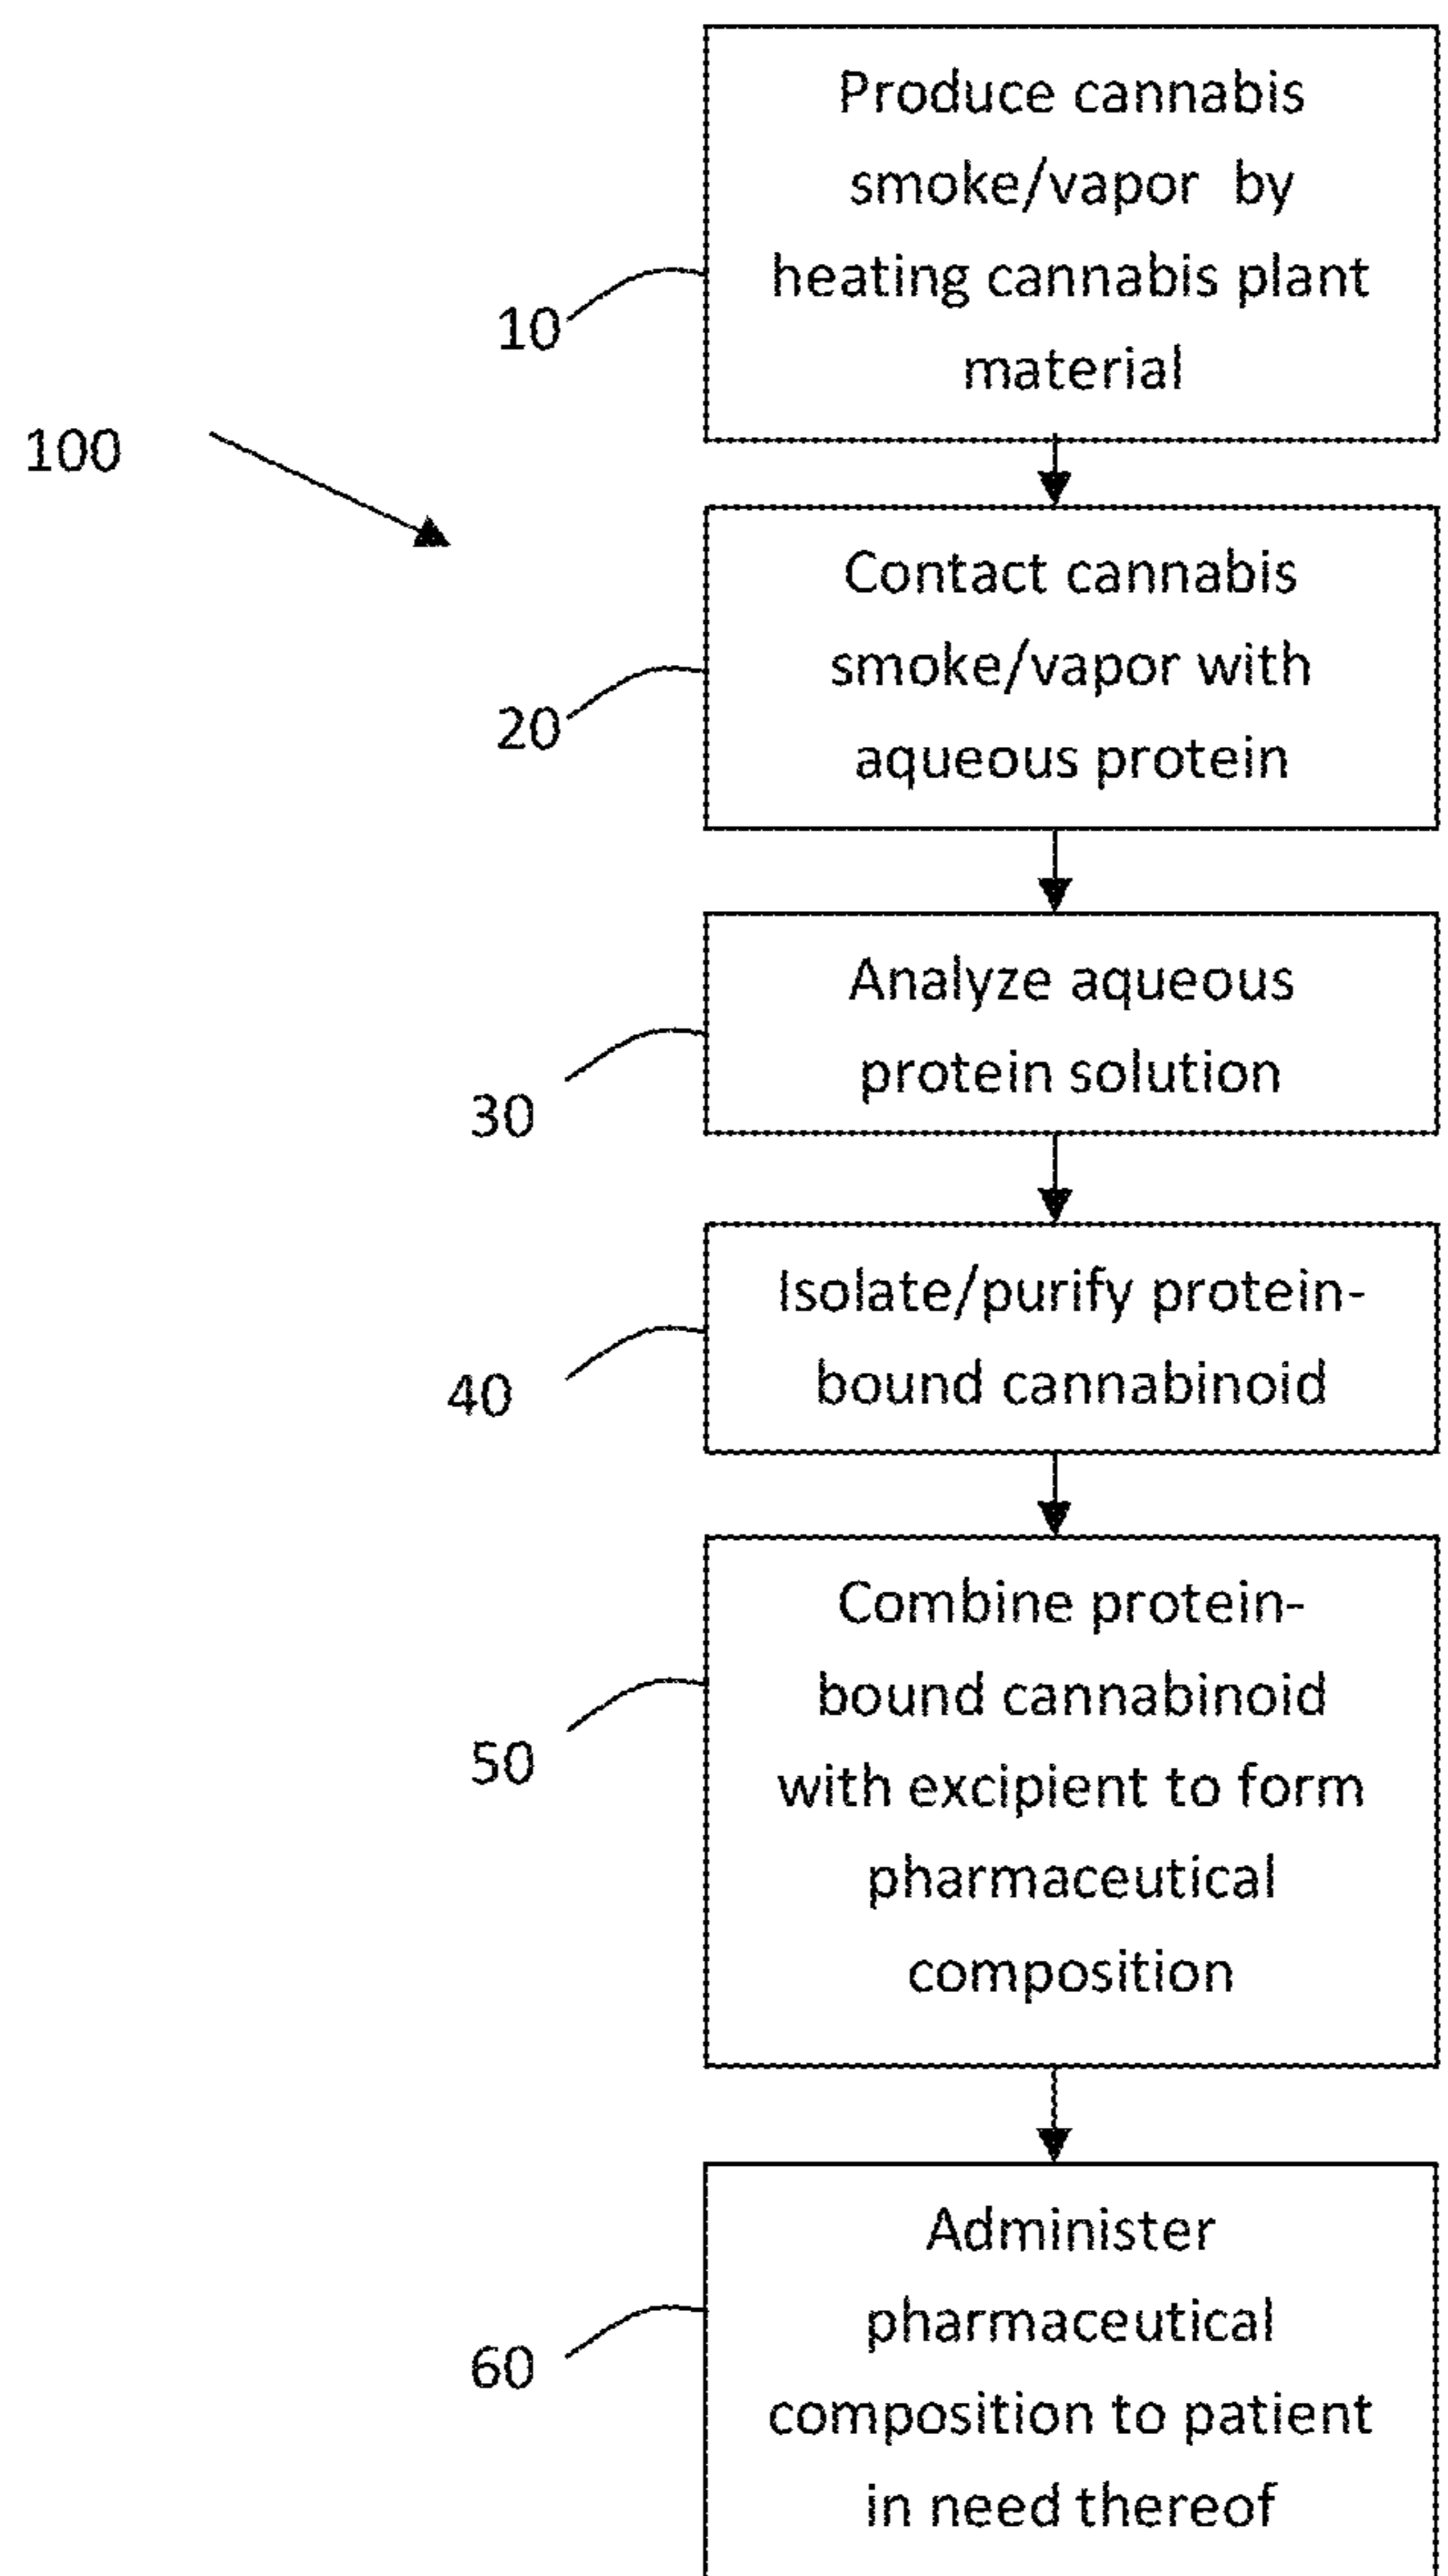 Produce cannabis
smoke/vapor by
heating cannabis plant
material
10
100
Contact cannabis
smoke/vapor with
aqueous protein
20
Analyze aqueous
protein solution
30
Isolate/purify protein-
bound cannabinoid
40
Combine protein-
bound cannabinoid
with excipient to form
pharmaceutical
composition
50
Administer
pharmaceutical
composition to patient
in need thereof
60